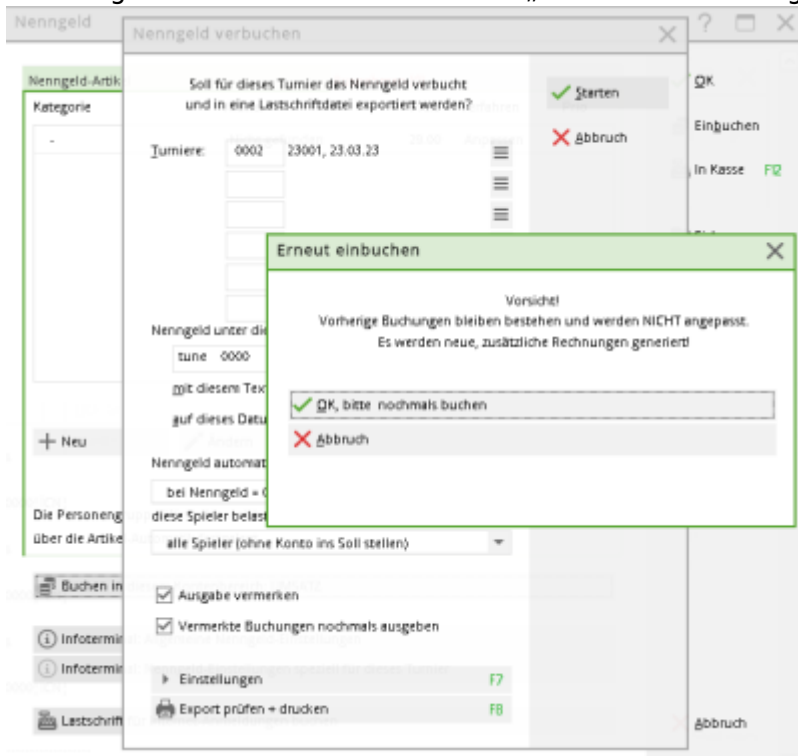 Nenngeld
Nenngeld verbuchen
?
Nenngeld-Artik
Kategorie
-
Soll für dieses Turnier das Nenngeld verbucht
und in eine Lastschriftdatei exportiert werden?
Starten
Abbruch
OK
Einbuchen
In Kasse F12
Turniere: 0002 23001, 23.03.23
Erneut einbuchen
Vorsicht!
Vorherige Buchungen bleiben bestehen und werden NICHT angepasst.
Es werden neue, zusätzliche Rechnungen generiert!
OK, bitte nochmals buchen
Abbruch
Nenngeld unter die
tune 0000
mit diesem Tex
auf dieses Datu
+ Neu
Nenngeld automat
bei Nenngeld = 0
Die Personeng
über die Artike
diese Spieler belast
alle Spieler (ohne Konto ins Soll stellen)
Buchen in
Ausgabe vermerken
Vermerkte Buchungen nochmals ausgeben
Infotermin
Infotermin
Einstellungen F7
Export prüfen + drucken F8
Lastschrift
Abbruch